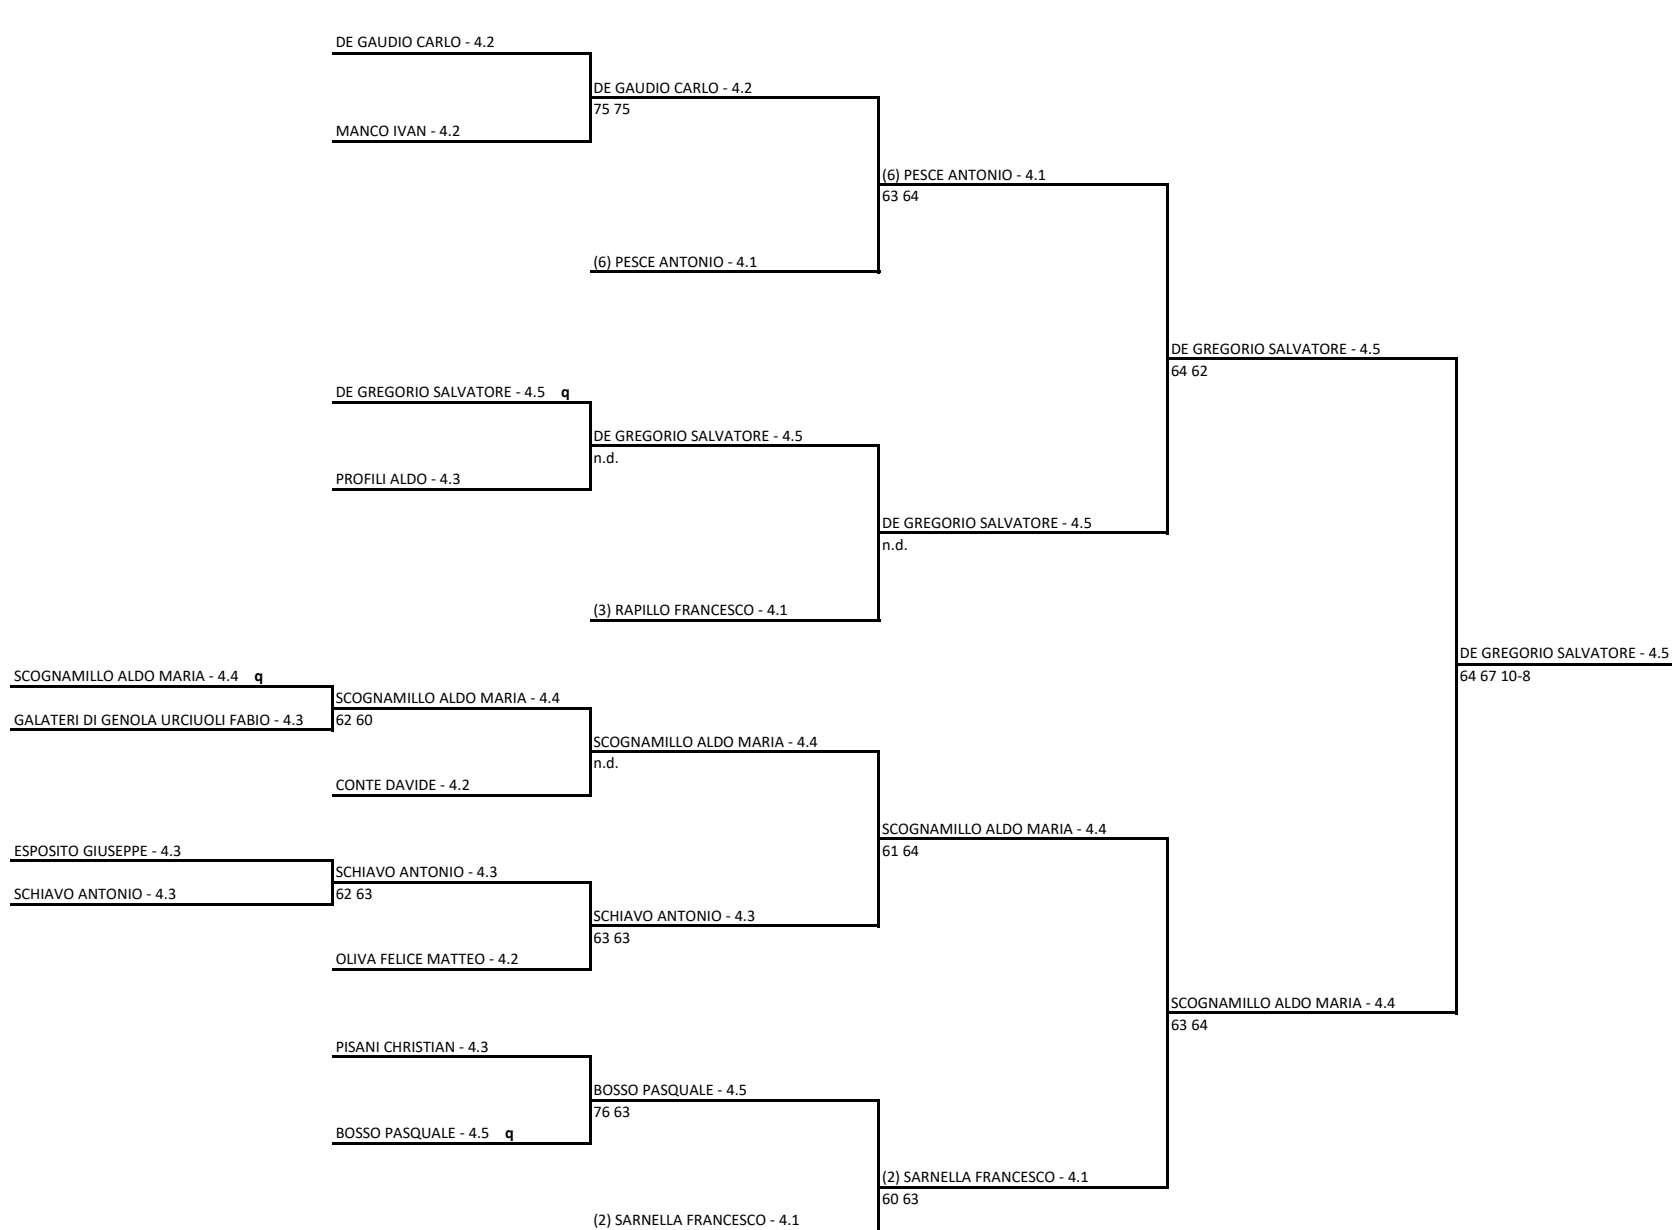 DE GAUDIO CARLO - 4.2
DE GAUDIO CARLO - 4.2
75 75
MANCO IVAN - 4.2
(6) PESCE ANTONIO - 4.1
63 64
(6) PESCE ANTONIO - 4.1
DE GREGORIO SALVATORE - 4.5
64 62
DE GREGORIO SALVATORE - 4.5 q
DE GREGORIO SALVATORE - 4.5
n.d.
PROFILI ALDO - 4.3
DE GREGORIO SALVATORE - 4.5
n.d.
(3) RAPILLO FRANCESCO - 4.1
DE GREGORIO SALVATORE - 4.5
64 67 10-8
SCOGNAMILLO ALDO MARIA - 4.4 q
SCOGNAMILLO ALDO MARIA - 4.4
GALATERI DI GENOLA URCIUOLI FABIO - 4.3
62 60
SCOGNAMILLO ALDO MARIA - 4.4
n.d.
CONTE DAVIDE - 4.2
SCOGNAMILLO ALDO MARIA - 4.4
61 64
ESPOSITO GIUSEPPE - 4.3
SCHIAVO ANTONIO - 4.3
SCHIAVO ANTONIO - 4.3
62 63
SCHIAVO ANTONIO - 4.3
63 63
OLIVA FELICE MATTEO - 4.2
SCOGNAMILLO ALDO MARIA - 4.4
63 64
PISANI CHRISTIAN - 4.3
BOSSO PASQUALE - 4.5
76 63
BOSSO PASQUALE - 4.5 q
(2) SARNELLA FRANCESCO - 4.1
60 63
(2) SARNELLA FRANCESCO - 4.1